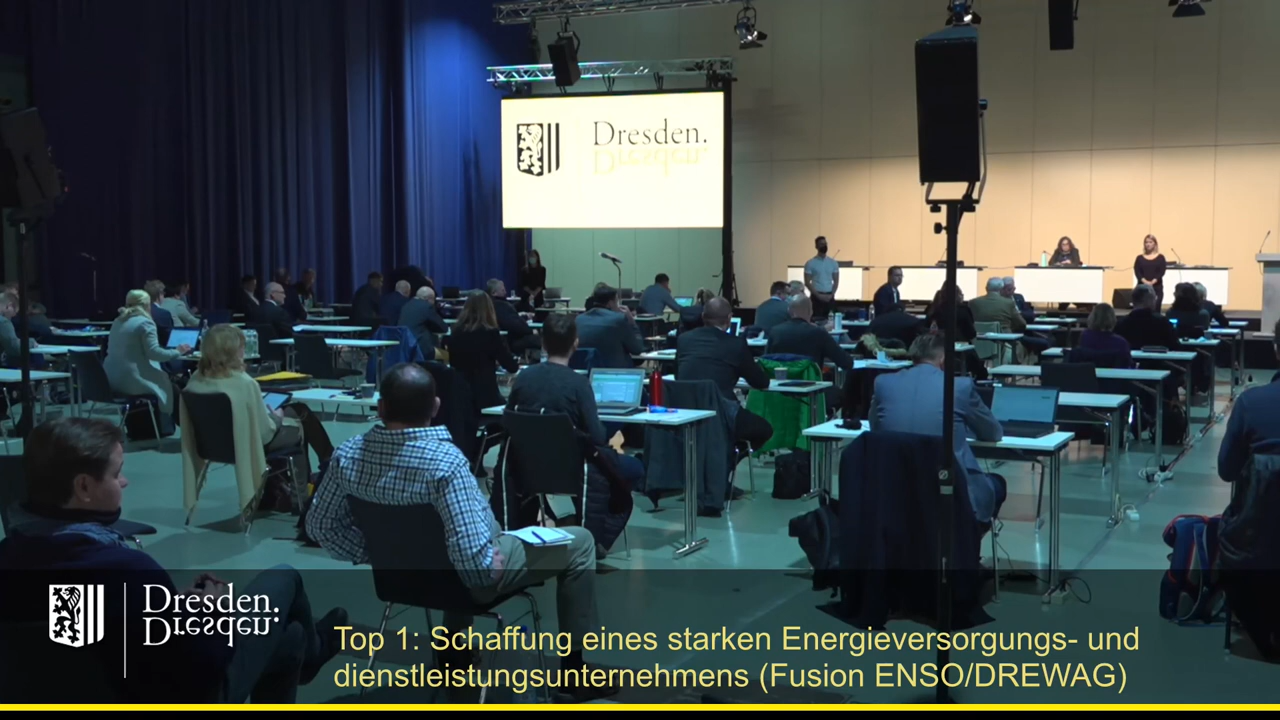 Dresden.
Dresden.
Dresden.
Dresden.
Top 1: Schaffung eines starken Energieversorgungs- und
dienstleistungsunternehmens (Fusion ENSO/DREWAG)